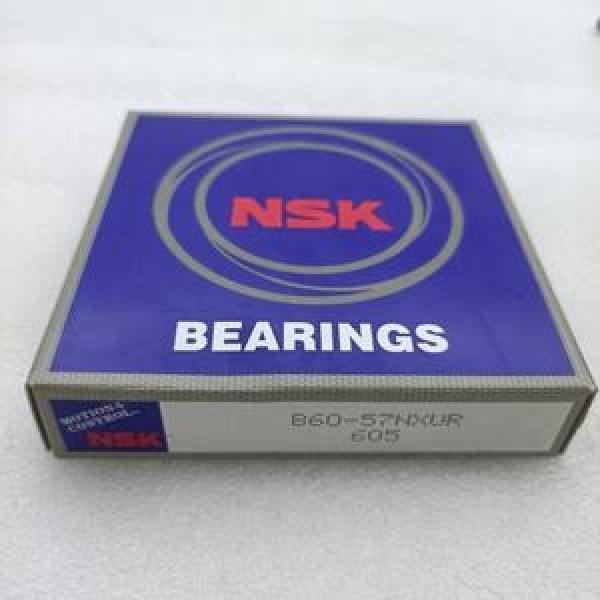 NSK
BEARINGS
MOTION &
CONTROL
NSK
B60-57NXUR
605